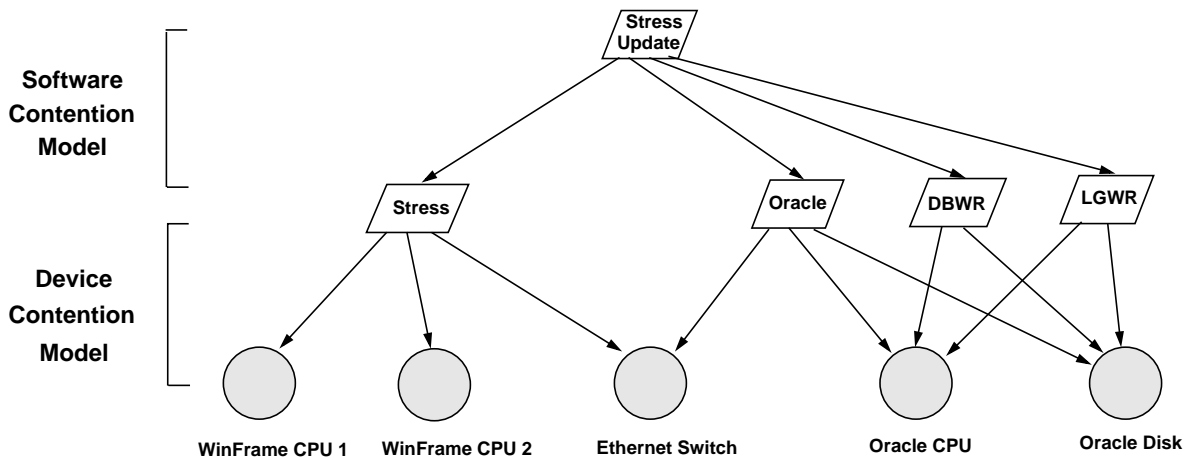 Stress
Update
Software
Contention
Model
Stress
Oracle
DBWR
LGWR
Device
Contention
Model
WinFrame CPU 1
WinFrame CPU 2
Ethernet Switch
Oracle CPU
Oracle Disk